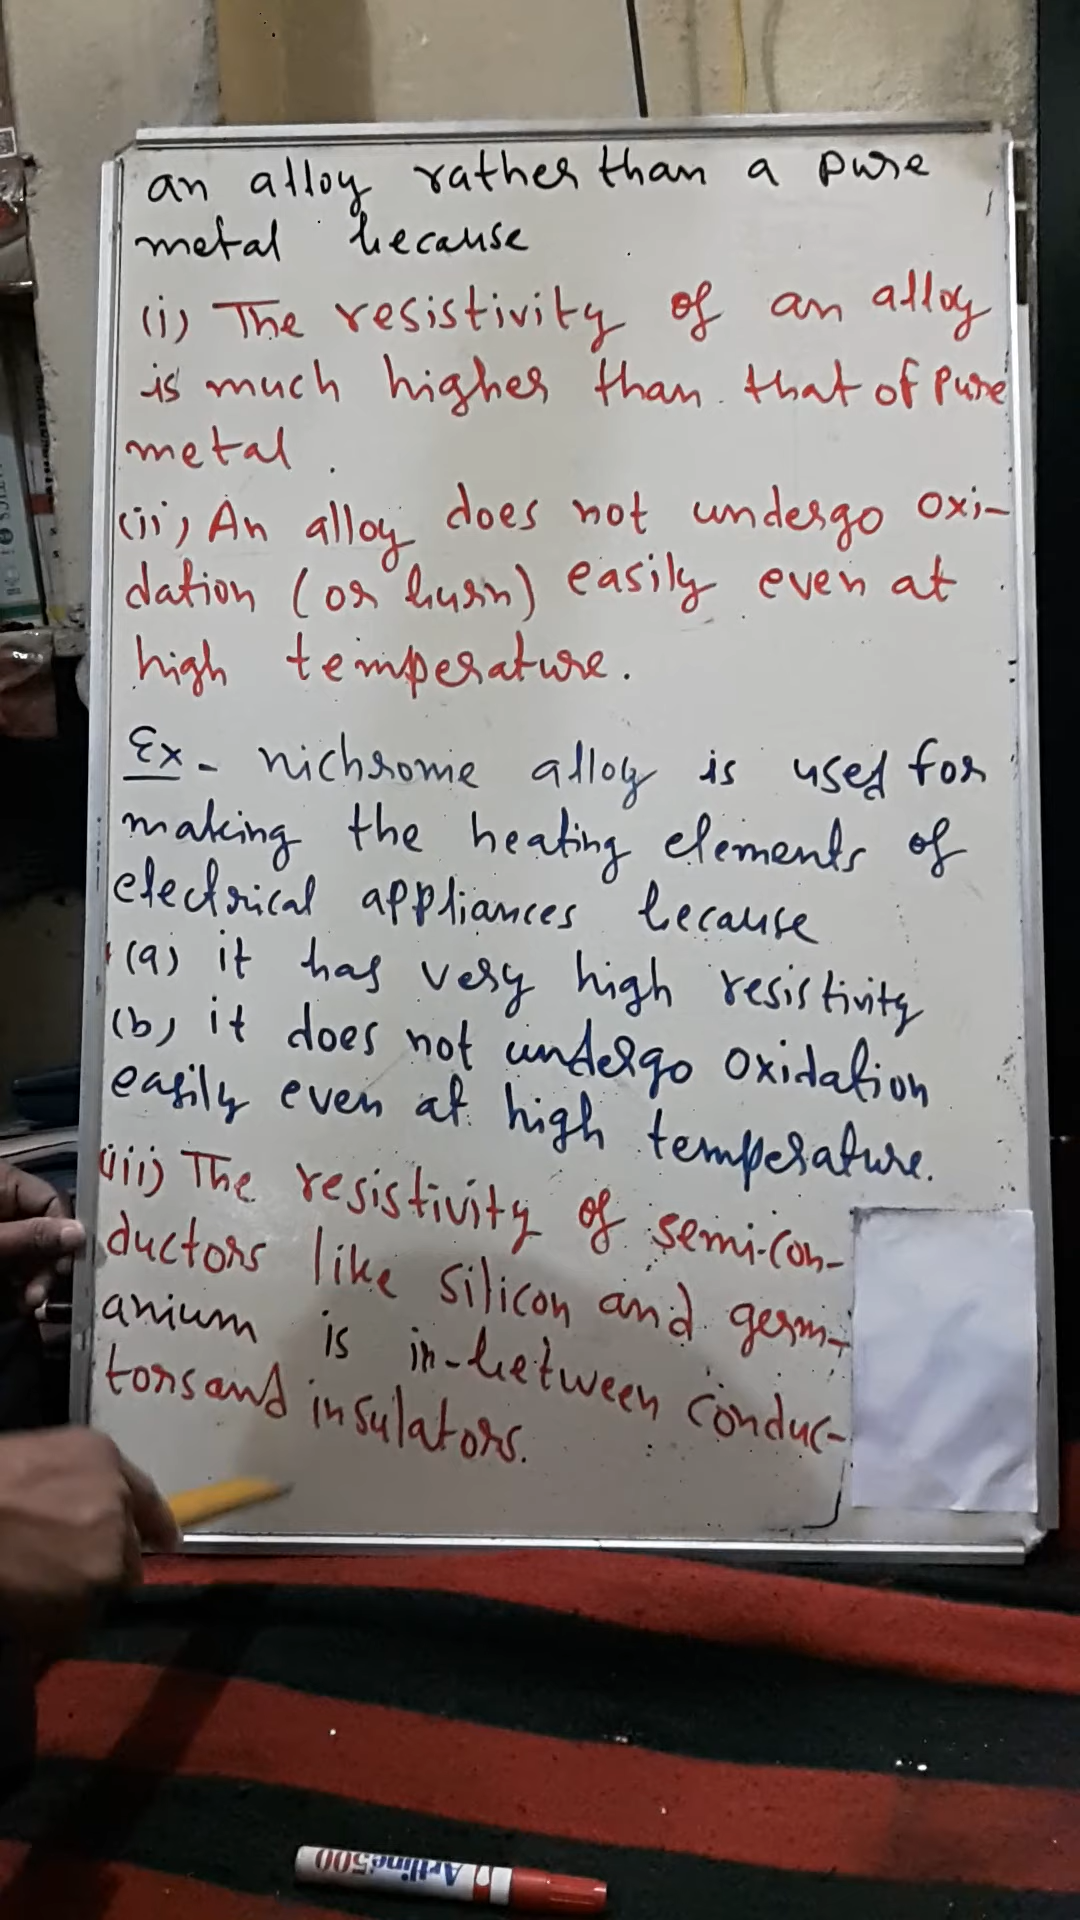 an alloy rather than a pure
metal because
(i) The resistivity of an alloy
is much higher than that of pure
metal.
(ii) An alloy does not undergo oxi-
dation (or burn) easily even at
high temperature.
Ex - nichrome alloy is used for
making the heating elements of
electrical appliances because
(a) it has very high resistivity
(b) it does not undergo oxidation
easily even at high temperature.
(iii) The resistivity of semi-con-
ductors like silicon and germ-
anium is in-between conduc-
tors and insulators.
Artline 500